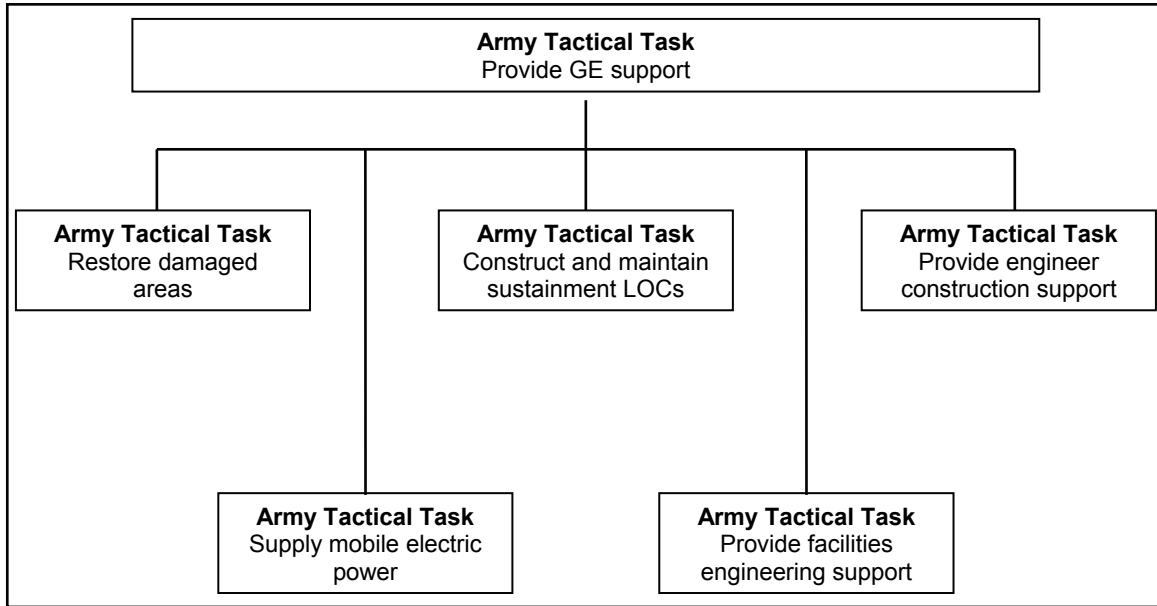 Army Tactical Task
Provide GE support
Army Tactical Task
Restore damaged
areas
Army Tactical Task
Construct and maintain
sustainment LOCs
Army Tactical Task
Provide engineer
construction support
Army Tactical Task
Supply mobile electric
power
Army Tactical Task
Provide facilities
engineering support